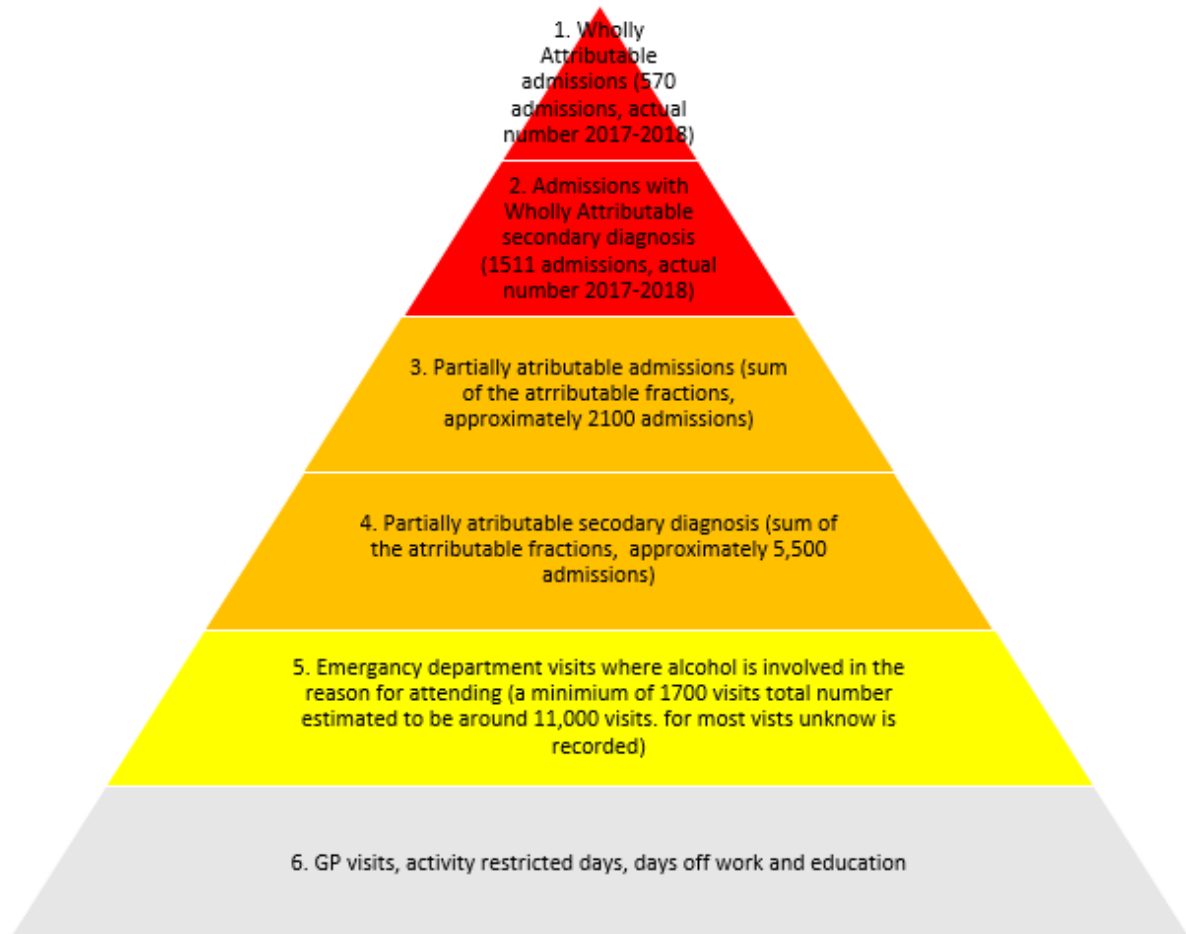 1. Wholly
Attributable
admissions (570
admissions, actual
number 2017-2018)
2. Admissions with
Wholly Attributable
secondary diagnosis
(1511 admissions, actual
number 2017-2018)
3. Partially atributable admissions (sum
of the atrributable fractions,
approximately 2100 admissions)
4. Partially atributable secodary diagnosis (sum of
the atrributable fractions,  approximately 5,500
admissions)
5. Emergancy department visits where alcohol is involved in the
reason for attending (a minimium of 1700 visits total number
estimated to be around 11,000 visits. for most vists unknow is
recorded)
6. GP visits, activity restricted days, days off work and education